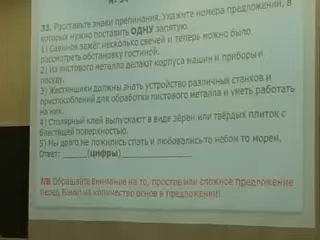 33. Расставьте знаки препинания. Укажите номера предложений, в
которых нужно поставить ОДНУ запятую.
1) Савинов зажёг несколько свечей и теперь можно было
рассмотреть обстановку гостиной.
2) Из листового металла делают корпуса машин и приборы и
посуду.
3) Жестянщики должны знать устройство различных станков и
приспособлений для обработки листового металла и уметь работать
на них.
4) Столярный клей выпускают в виде зёрен или твёрдых плиток с
блестящей поверхностью.
5) Мы долго не ложились спать и любовались то небом то морем.
Ответ: ______(цифры)__________________
NB Обращайте внимание на то, простое или сложное предложение
перед Вами на количество основ в предложении.